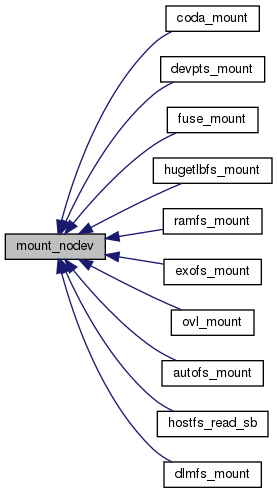 coda_mount
devpts_mount
fuse_mount
hugetlbfs_mount
ramfs_mount
mount_nodev
exofs_mount
ovl_mount
autofs_mount
hostfs_read_sb
dlmfs_mount